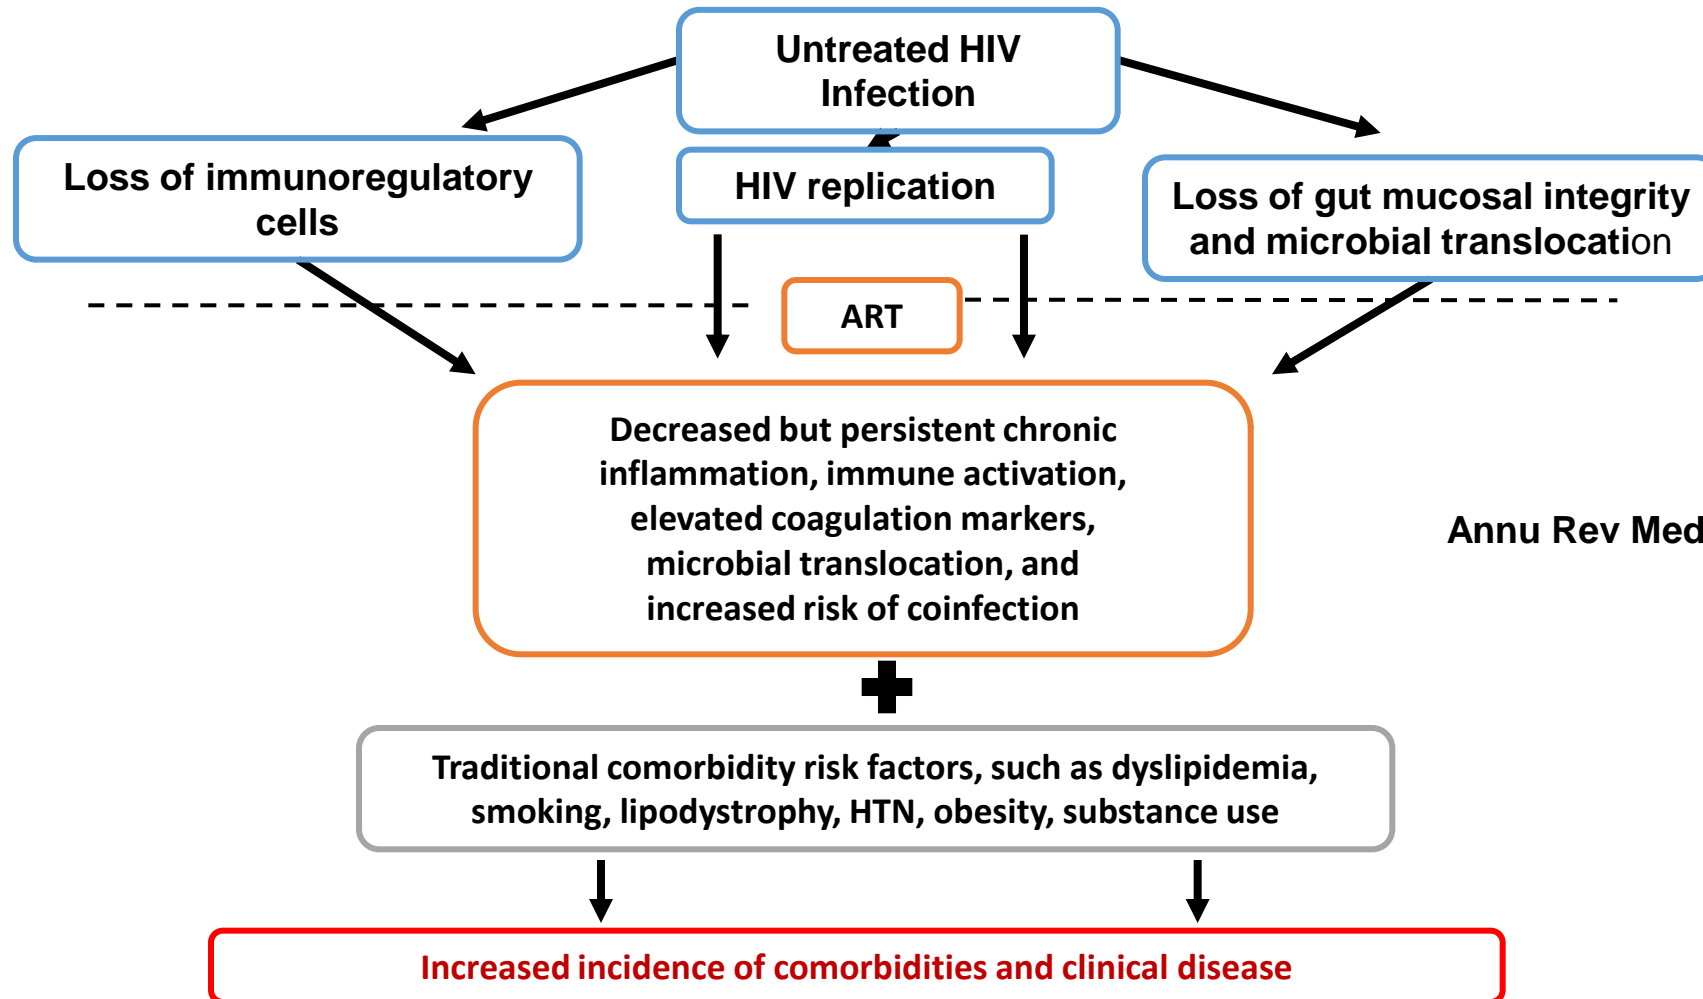 Untreated HIV
Infection
Loss of immunoregulatory
cells
HIV replication
Loss of gut mucosal integrity
and microbial translocation
ART
Decreased but persistent chronic
inflammation, immune activation,
elevated coagulation markers,
microbial translocation, and
increased risk of coinfection
Annu Rev Med
Traditional comorbidity risk factors, such as dyslipidemia,
smoking, lipodystrophy, HTN, obesity, substance use
Increased incidence of comorbidities and clinical disease